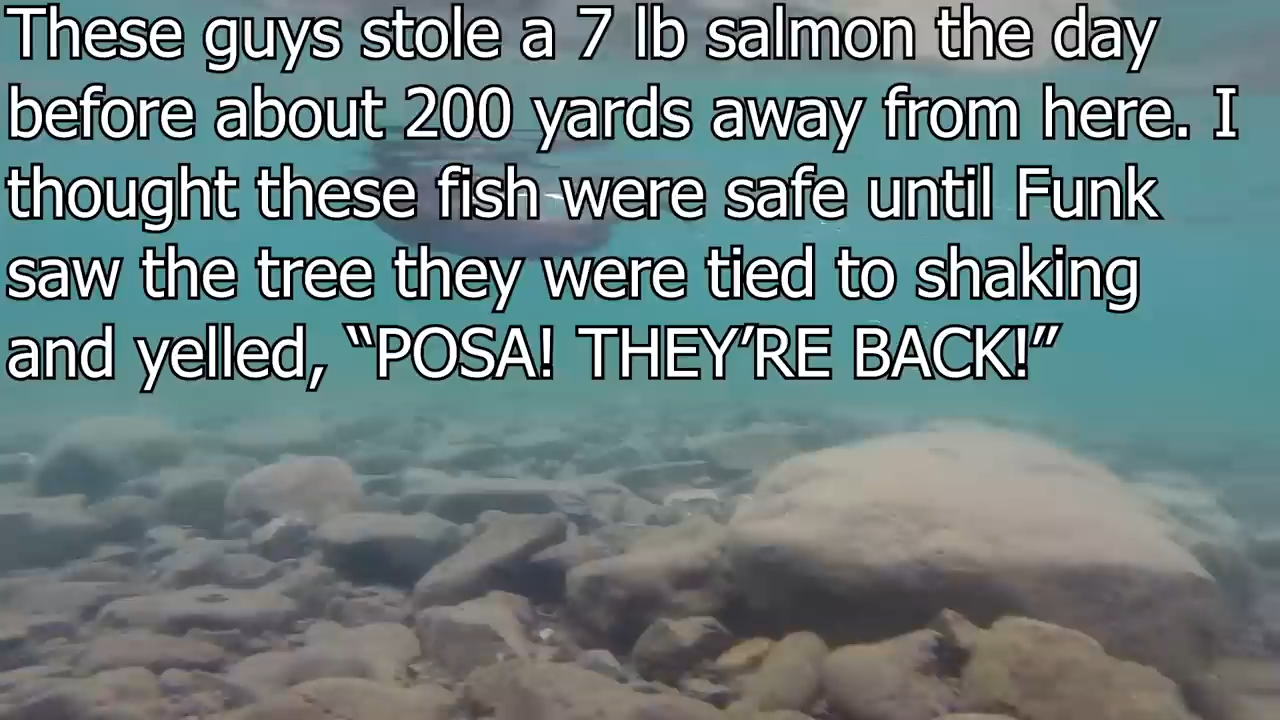 These guys stole a 7 lb salmon the day
before about 200 yards away from here. I
thought these fish were safe until Funk
saw the tree they were tied to shaking
and yelled, “POSA! THEY’RE BACK!”